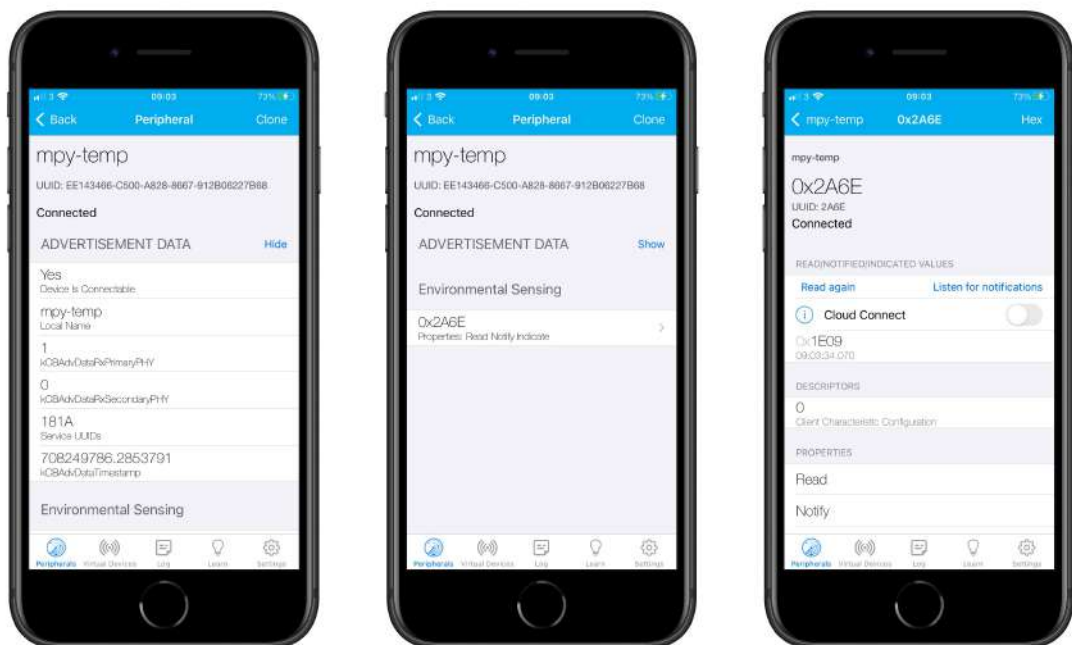 3 09:03 73%
Back Peripheral Clone
mpy-temp
UUID: EE143466-C500-A828-8667-912B06227B68
Connected
ADVERTISEMENT DATA Hide
Yes
Device Is Connectable
mpy-temp
Local Name
1
kCBAdvDataRxPrimaryPHY
0
kCBAdvDataRxSecondaryPHY
181A
Service UUIDs
708249786.2853791
kCBAdvDataTimestamp
Environmental Sensing
Peripherals Virtual Devices Log Learn Settings
3 09:03 73%
Back Peripheral Clone
mpy-temp
UUID: EE143466-C500-A828-8667-912B06227B68
Connected
ADVERTISEMENT DATA Show
Environmental Sensing
0x2A6E
Properties: Read Notify Indicate
Peripherals Virtual Devices Log Learn Settings
3 09:03 73%
mpy-temp 0x2A6E Hex
mpy-temp
0x2A6E
UUID: 2A6E
Connected
READ/NOTIFIED/INDICATED VALUES
Read again Listen for notifications
Cloud Connect
0x1E09
09:03:34.070
DESCRIPTORS
0
Client Characteristic Configuration
PROPERTIES
Read
Notify
Peripherals Virtual Devices Log Learn Settings